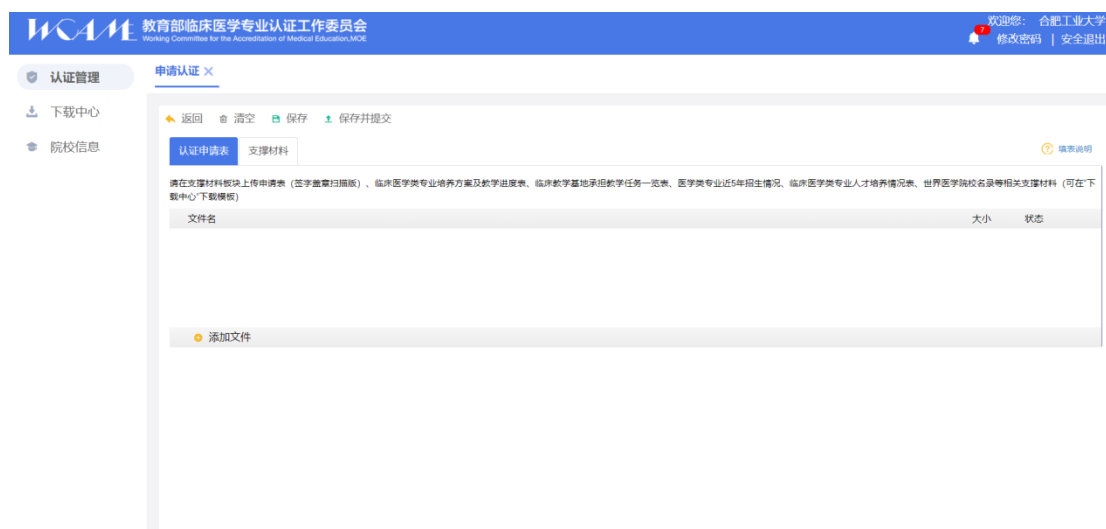 WCAME 教育部临床医学专业认证工作委员会
Working Committee for the Accreditation of Medical Education,MOE
欢迎您： 合肥工业大学
7
修改密码 | 安全退出
认证管理
下载中心
院校信息
申请认证 ×
返回 清空 保存 保存并提交
认证申请表 支撑材料
? 填表说明
请在支撑材料板块上传申请表（签字盖章扫描版）、临床医学类专业培养方案及教学进度表、临床教学基地承担教学任务一览表、医学类专业近5年招生情况、临床医学类专业人才培养情况表、世界医学院校名录等相关支撑材料（可在“下
载中心”下载模板）
文件名 大小 状态
添加文件